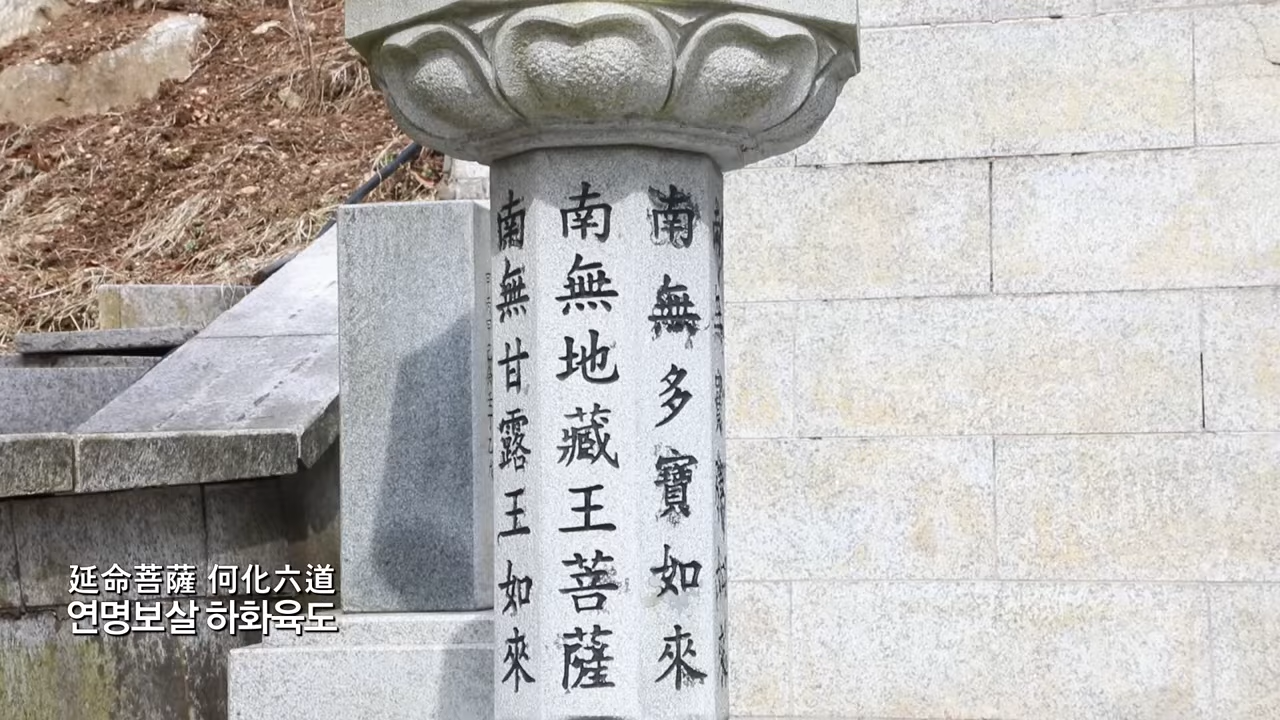 南無多寶如來
南無地藏王菩薩
南無甘露王如來
延命菩薩 何化六道
연명보살 하화육도